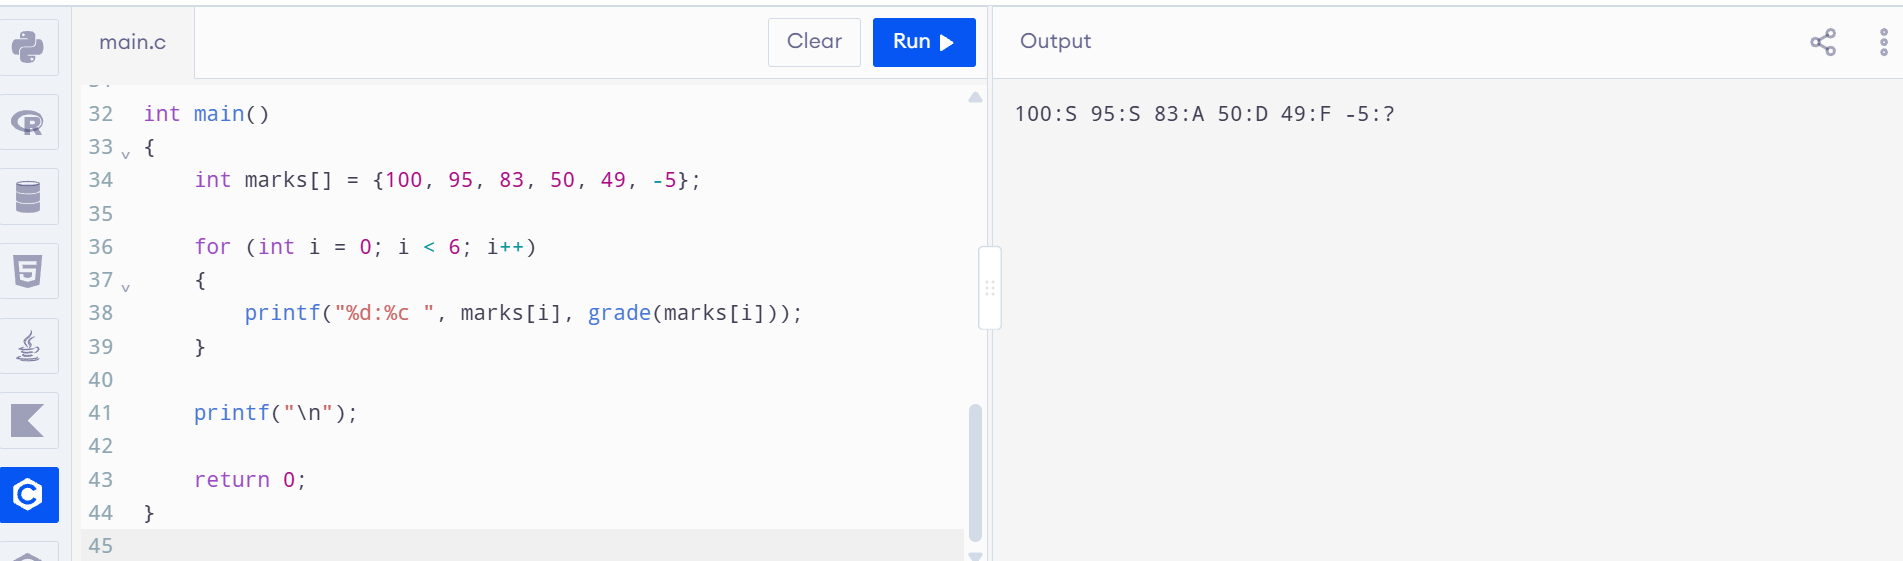 main.c
Clear
Run
Output
32 int main()
33 {
34     int marks[] = {100, 95, 83, 50, 49, -5};
35
36     for (int i = 0; i < 6; i++)
37     {
38         printf("%d:%c ", marks[i], grade(marks[i]));
39     }
40
41     printf("\n");
42
43     return 0;
44 }
45
100:S 95:S 83:A 50:D 49:F -5:?